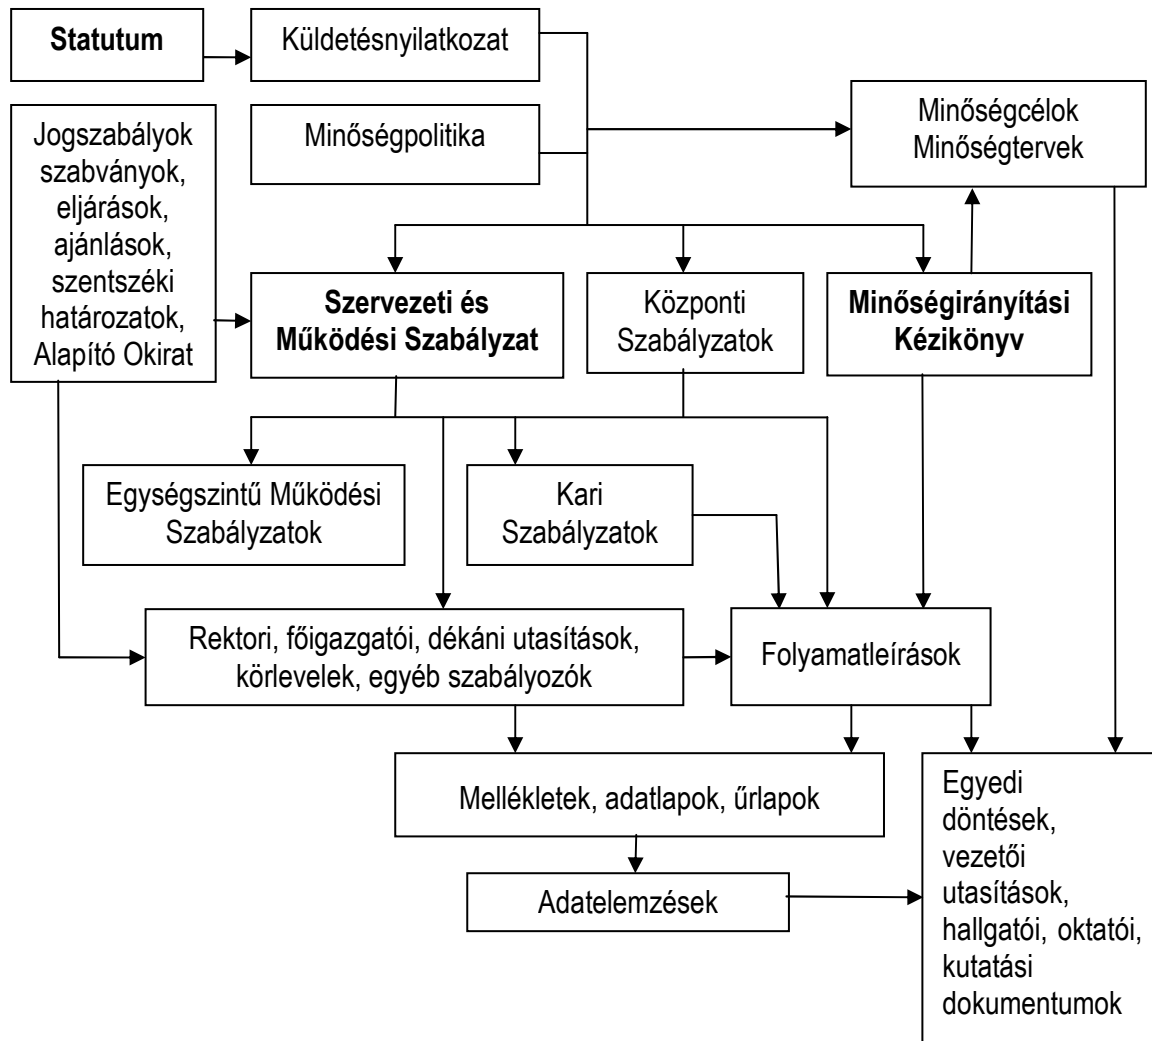 Statutum
Küldetésnyilatkozat
Jogszabályok
szabványok,
eljárások,
ajánlások,
szentszéki
határozatok,
Alapító Okirat
Minőségpolitika
Minőségcélok
Minőségtervek
Szervezeti és
Működési Szabályzat
Központi
Szabályzatok
Minőségirányítási
Kézikönyv
Egységszintű Működési
Szabályzatok
Kari
Szabályzatok
Rektori, főigazgatói, dékáni utasítások,
körlevelek, egyéb szabályozók
Folyamatleírások
Mellékletek, adatlapok, űrlapok
Adatelemzések
Egyedi
döntések,
vezetői
utasítások,
hallgatói, oktatói,
kutatási
dokumentumok